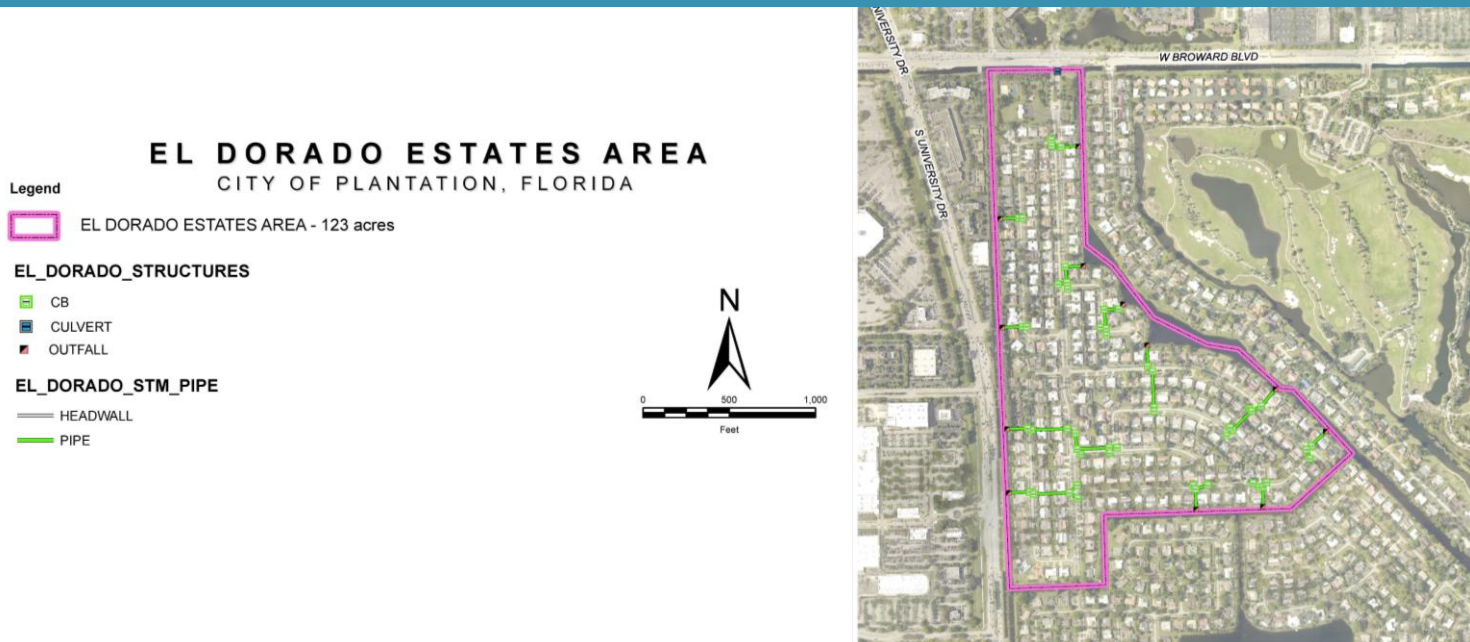 EL DORADO ESTATES AREA
CITY OF PLANTATION, FLORIDA
Legend
EL DORADO ESTATES AREA - 123 acres
EL_DORADO_STRUCTURES
CB
CULVERT
OUTFALL
EL_DORADO_STM_PIPE
HEADWALL
PIPE
N
0 500 1,000
Feet
NIVERSITY DR
W BROWARD BLVD
S UNIVERSITY DR